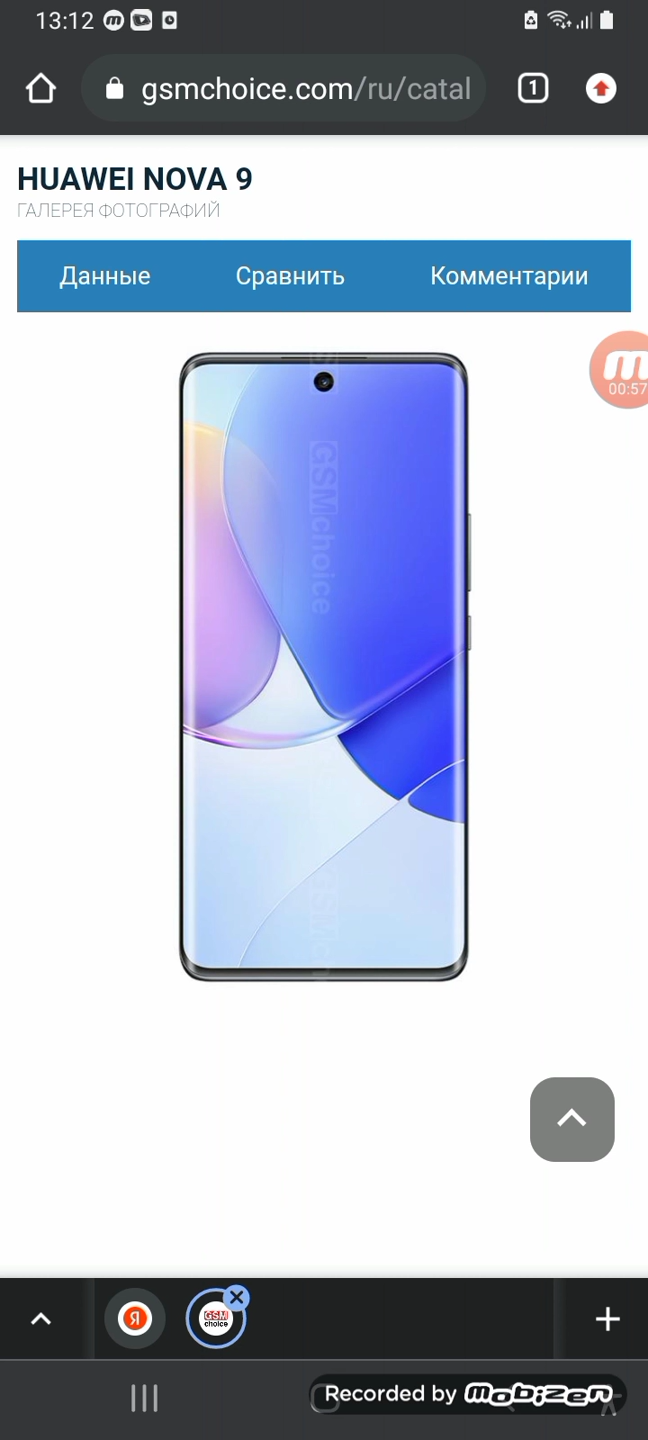 13:12
gsmchoice.com/ru/catal
1
HUAWEI NOVA 9
ГАЛЕРЕЯ ФОТОГРАФИЙ
Данные
Сравнить
Комментарии
m
00:57
GSMchoice
Я
GSM
choice
Recorded by mobizen